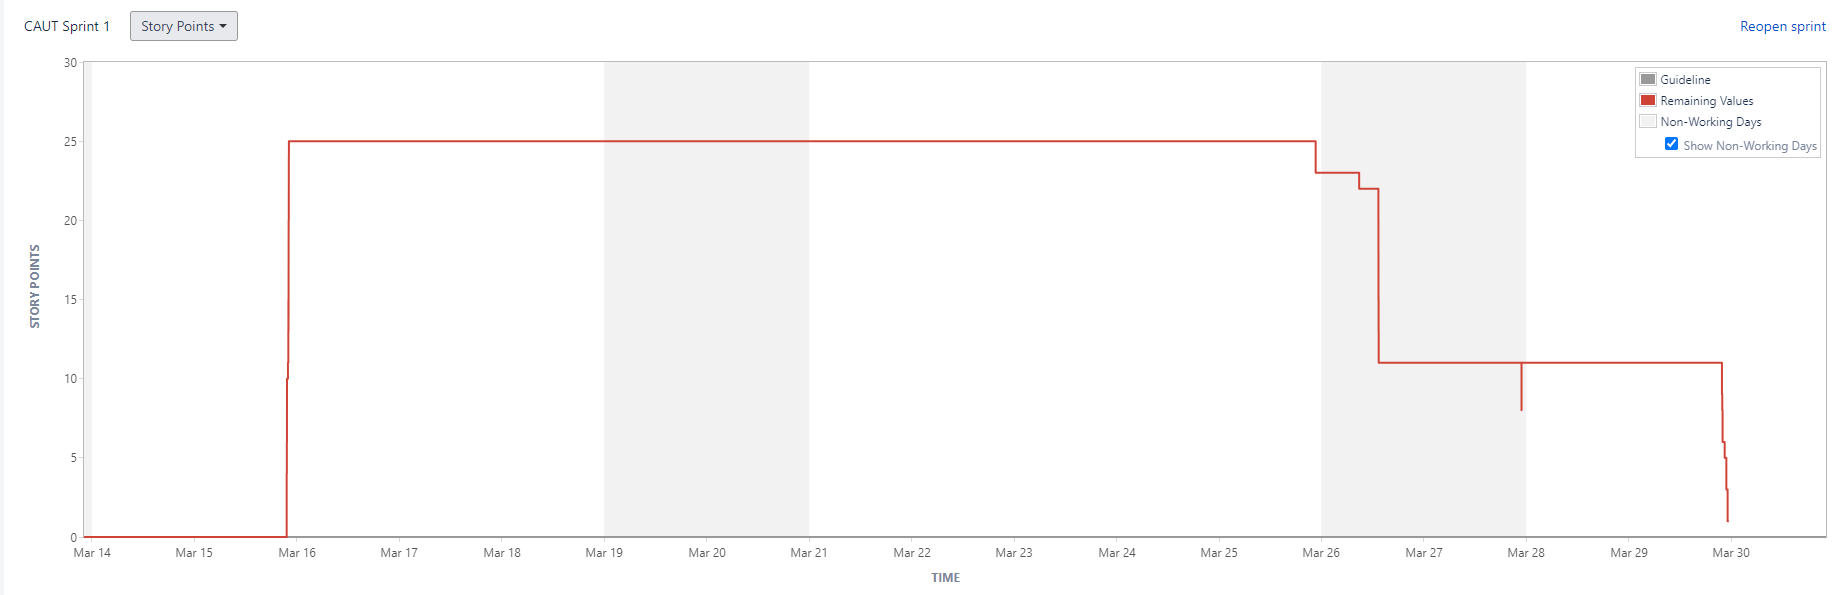 CAUT Sprint 1
Story Points
Reopen sprint
30
25
20
15
10
5
0
STORY POINTS
Guideline
Remaining Values
Non-Working Days
Show Non-Working Days
Mar 14 Mar 15 Mar 16 Mar 17 Mar 18 Mar 19 Mar 20 Mar 21 Mar 22 Mar 23 Mar 24 Mar 25 Mar 26 Mar 27 Mar 28 Mar 29 Mar 30
TIME